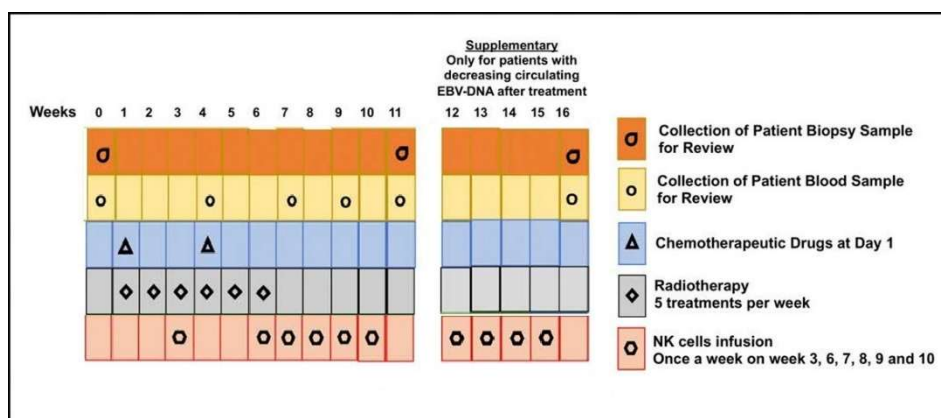 Supplementary
Only for patients with
decreasing circulating
EBV-DNA after treatment
Weeks 0 1 2 3 4 5 6 7 8 9 10 11 12 13 14 15 16
Collection of Patient Biopsy Sample
for Review
Collection of Patient Blood Sample
for Review
Chemotherapeutic Drugs at Day 1
Radiotherapy
5 treatments per week
NK cells infusion
Once a week on week 3, 6, 7, 8, 9 and 10